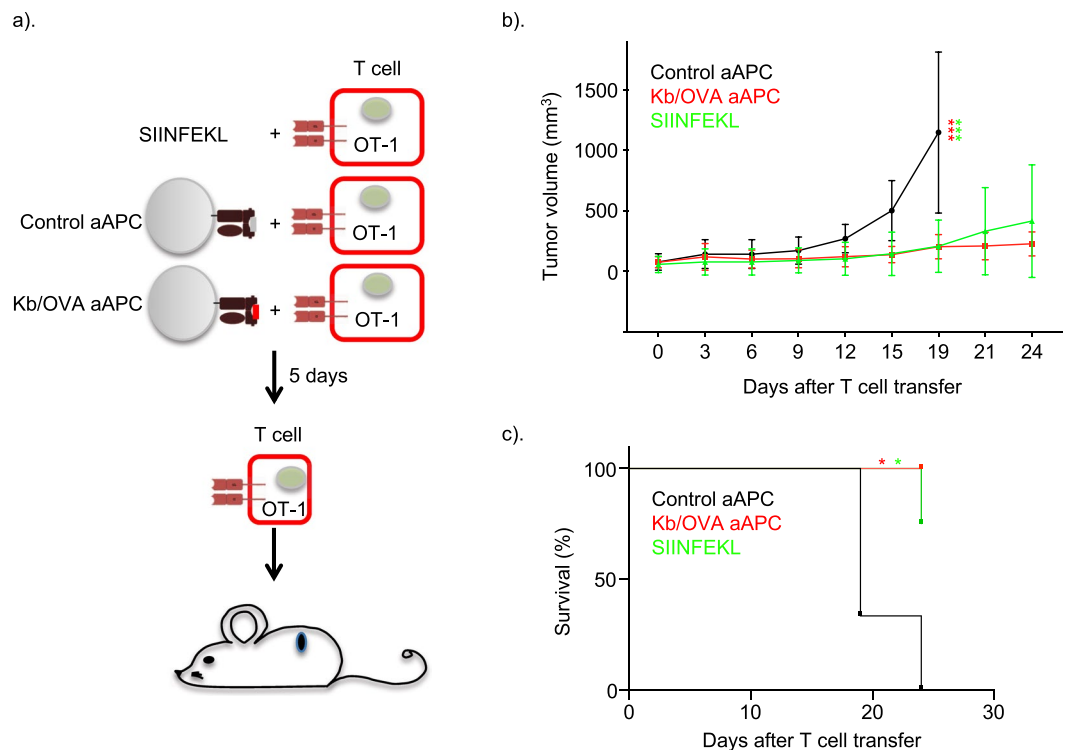 a).
T cell
SIINFEKL + OT-1
Control aAPC + OT-1
Kb/OVA aAPC + OT-1
5 days
T cell
OT-1
b).
Control aAPC
Kb/OVA aAPC
SIINFEKL
Tumor volume (mm³)
1500
1000
500
0
***
***
0 3 6 9 12 15 19 21 24
Days after T cell transfer
c).
* *
Control aAPC
Kb/OVA aAPC
SIINFEKL
Survival (%)
100
50
0
0 10 20 30
Days after T cell transfer